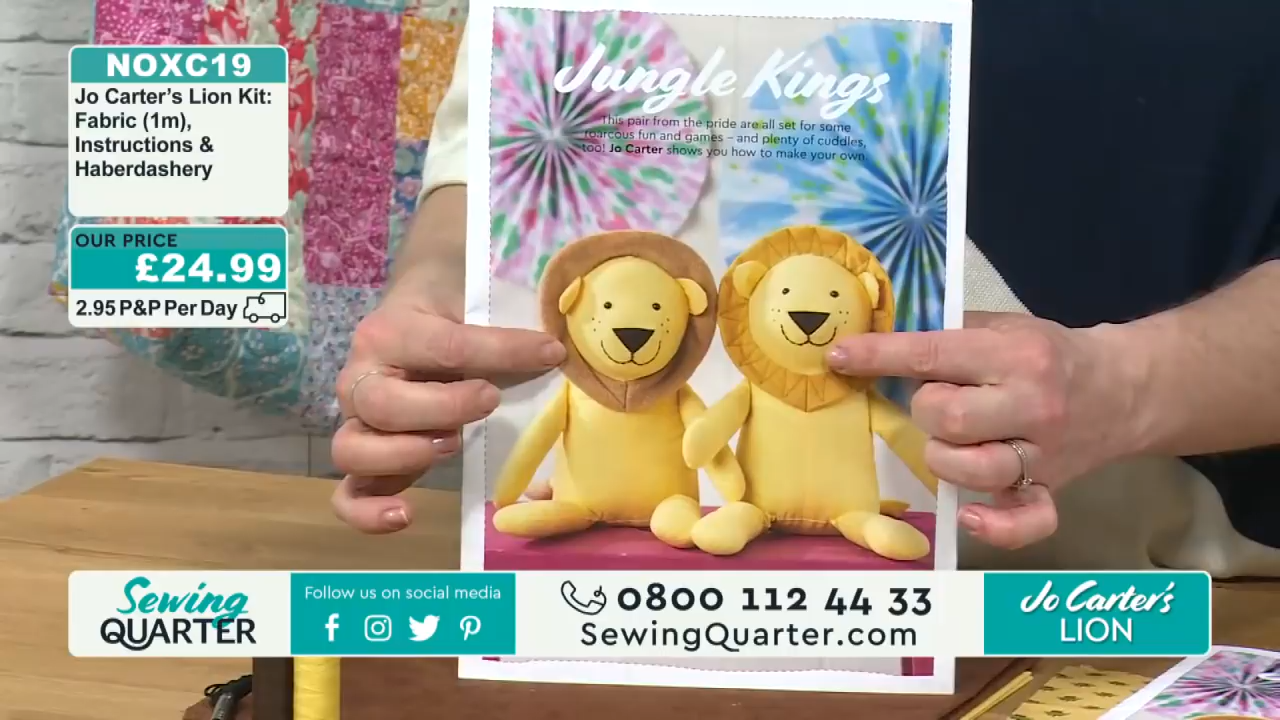 NOXC19
Jo Carter's Lion Kit:
Fabric (1m),
Instructions &
Haberdashery
OUR PRICE
£24.99
2.95 P&P Per Day
Jungle Kings
This pair from the pride are all set for some
roarcous fun and games – and plenty of cuddles,
too! Jo Carter shows you how to make your own.
Sewing
QUARTER
Follow us on social media
0800 112 44 33
SewingQuarter.com
Jo Carter's
LION